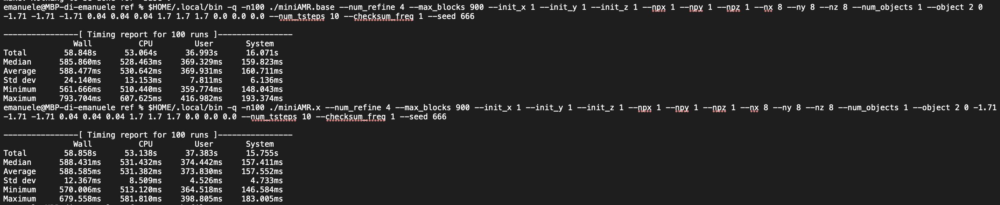 emanuele@MBP-di-emanuele ref % $HOME/.local/bin -q -n100 ./miniAMR.base --num_refine 4 --max_blocks 900 --init_x 1 --init_y 1 --init_z 1 --npx 1 --npy 1 --npz 1 --nx 8 --ny 8 --nz 8 --num_objects 1 --object 2 0
-1.71 -1.71 -1.71 0.04 0.04 0.04 1.7 1.7 1.7 0.0 0.0 0.0 --num_tsteps 10 --checksum_freq 1 --seed 666
----------------[ Timing report for 100 runs ]----------------
Wall CPU User System
Total 58.848s 53.064s 36.993s 16.071s
Median 585.860ms 528.463ms 369.329ms 159.823ms
Average 588.477ms 530.642ms 369.931ms 160.711ms
Std dev 24.140ms 13.153ms 7.811ms 6.136ms
Minimum 561.666ms 510.440ms 359.774ms 148.043ms
Maximum 793.704ms 607.625ms 416.982ms 193.374ms
emanuele@MBP-di-emanuele ref % $HOME/.local/bin -q -n100 ./miniAMR.x --num_refine 4 --max_blocks 900 --init_x 1 --init_y 1 --init_z 1 --npx 1 --npy 1 --npz 1 --nx 8 --ny 8 --nz 8 --num_objects 1 --object 2 0 -1.71
-1.71 -1.71 0.04 0.04 0.04 1.7 1.7 1.7 0.0 0.0 0.0 --num_tsteps 10 --checksum_freq 1 --seed 666
----------------[ Timing report for 100 runs ]----------------
Wall CPU User System
Total 58.858s 53.138s 37.383s 15.755s
Median 588.431ms 531.432ms 374.442ms 157.411ms
Average 588.585ms 531.382ms 373.830ms 157.552ms
Std dev 12.367ms 8.509ms 4.526ms 4.733ms
Minimum 570.006ms 513.120ms 364.518ms 146.584ms
Maximum 679.558ms 581.810ms 398.805ms 183.005ms